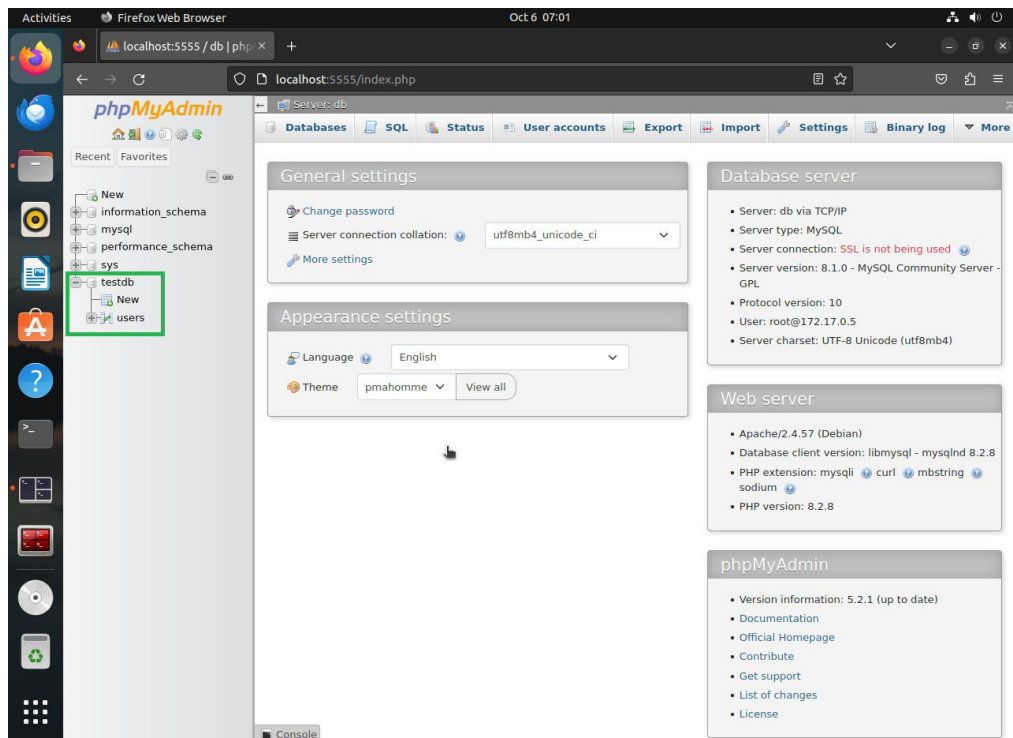 Activities
Firefox Web Browser
Oct 6 07:01
localhost:5555 / db | php
localhost:5555/index.php
phpMyAdmin
Recent Favorites
New
information_schema
mysql
performance_schema
sys
testdb
New
users
Server: db
Databases SQL Status User accounts Export Import Settings Binary log More
General settings
Change password
Server connection collation: utf8mb4_unicode_ci
More settings
Appearance settings
Language English
Theme pmahomme View all
Database server
• Server: db via TCP/IP
• Server type: MySQL
• Server connection: SSL is not being used
• Server version: 8.1.0 - MySQL Community Server -
GPL
• Protocol version: 10
• User: root@172.17.0.5
• Server charset: UTF-8 Unicode (utf8mb4)
Web server
• Apache/2.4.57 (Debian)
• Database client version: libmysql - mysqlnd 8.2.8
• PHP extension: mysqli curl mbstring
sodium
• PHP version: 8.2.8
phpMyAdmin
• Version information: 5.2.1 (up to date)
• Documentation
• Official Homepage
• Contribute
• Get support
• List of changes
• License
Console